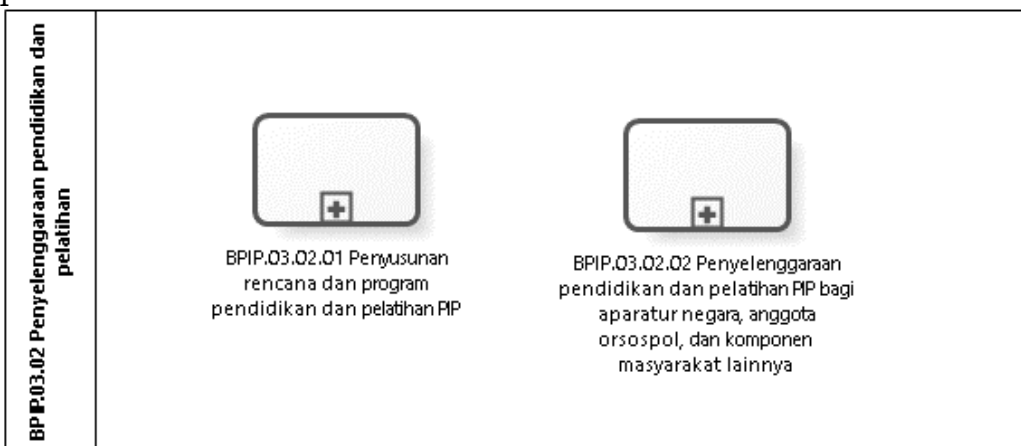 BPIP.03.02 Penyelenggaraan pendidikan dan
pelatihan
BPIP.03.02.01 Penyusunan
rencana dan program
pendidikan dan pelatihan PIP
BPIP.03.02.02 Penyelenggaraan
pendidikan dan pelatihan PIP bagi
aparatur negara, anggota
orsospol, dan komponen
masyarakat lainnya